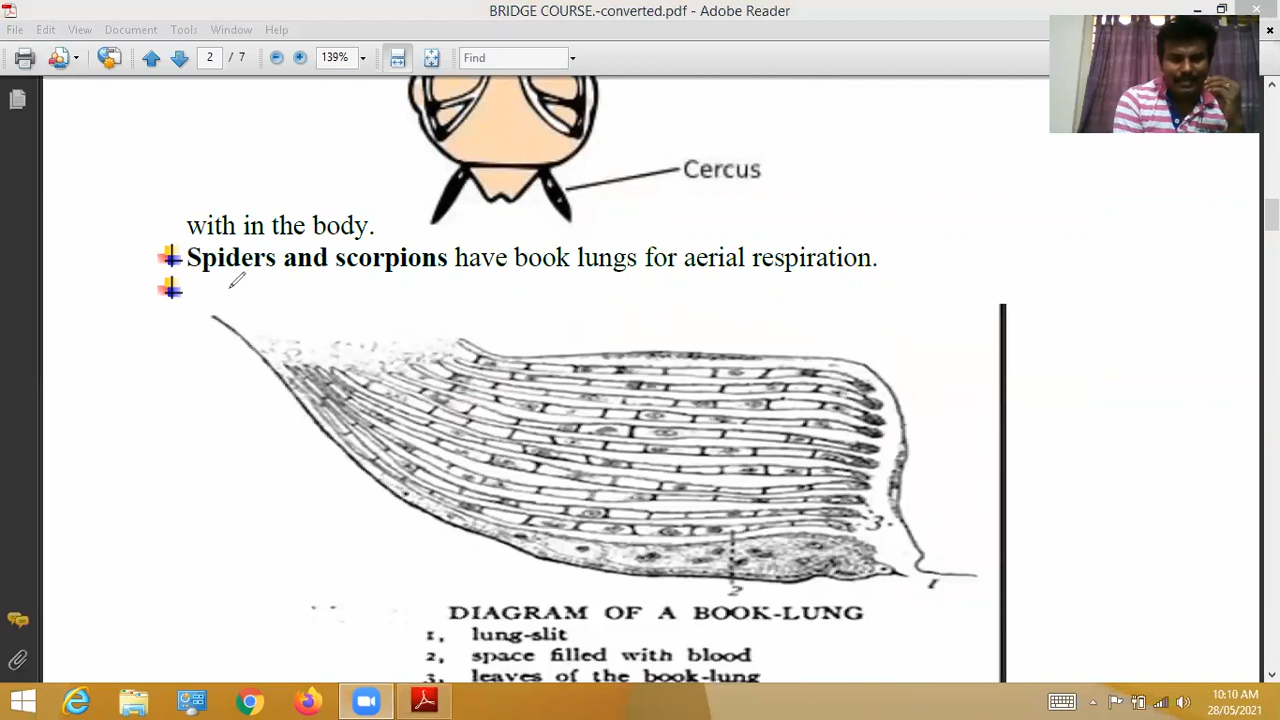 BRIDGE COURSE.-converted.pdf - Adobe Reader
File Edit View Document Tools Window Help
2 / 7 139% Find
Cercus
with in the body.
Spiders and scorpions have book lungs for aerial respiration.
3
2
1
DIAGRAM OF A BOOK-LUNG
1, lung-slit
2, space filled with blood
3, leaves of the book-lung
10:10 AM
28/05/2021